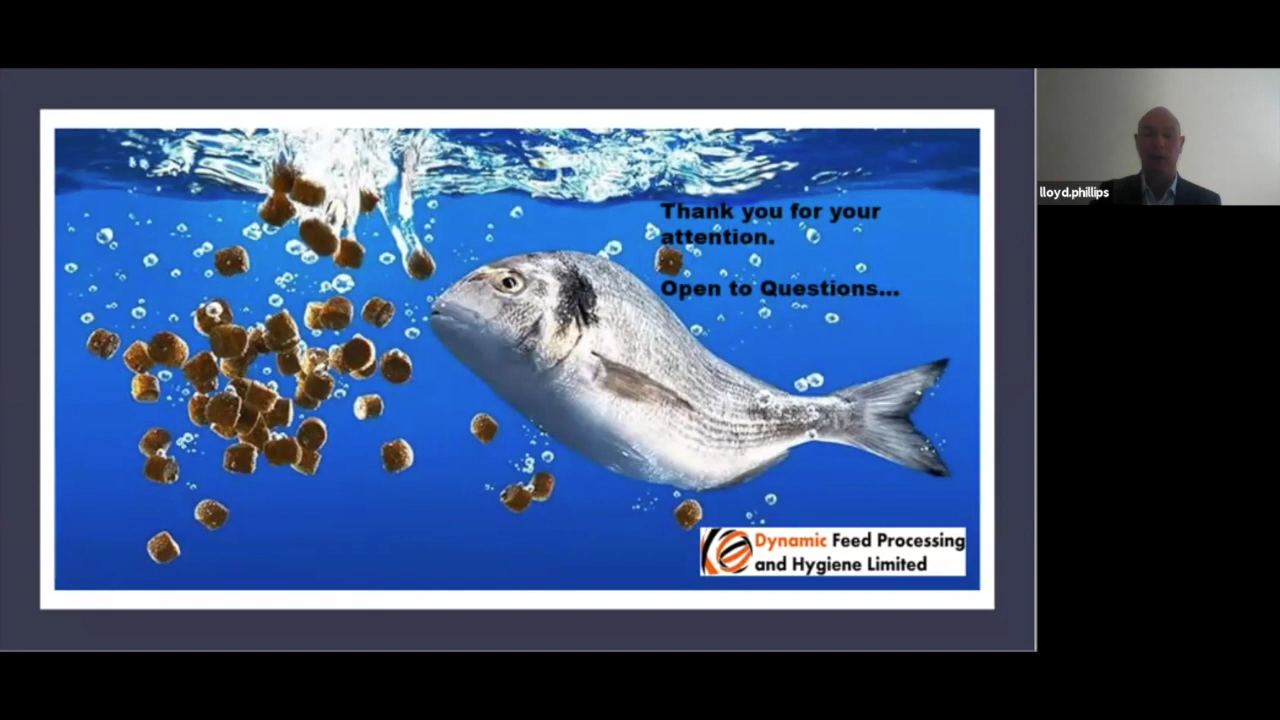 lloyd.phillips
Thank you for your
attention.
Open to Questions...
Dynamic Feed Processing
and Hygiene Limited